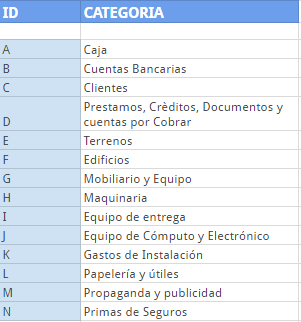 ID CATEGORIA
A Caja
B Cuentas Bancarias
C Clientes
D Prestamos, Crèditos, Documentos y
cuentas por Cobrar
E Terrenos
F Edificios
G Mobiliario y Equipo
H Maquinaria
I Equipo de entrega
J Equipo de Cómputo y Electrónico
K Gastos de Instalación
L Papelería y útiles
M Propaganda y publicidad
N Primas de Seguros